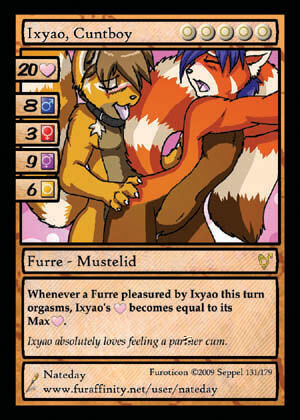 Ixyao, Cuntboy
20
8
3
9
6
Furre - Mustelid
Whenever a Furre pleasured by Ixyao this turn
orgasms, Ixyao's becomes equal to its
Max.
Ixyao absolutely loves feeling a partner cum.
Furoticon ©2009 Seppel 131/179
Nateday
www.furaffinity.net/user/nateday